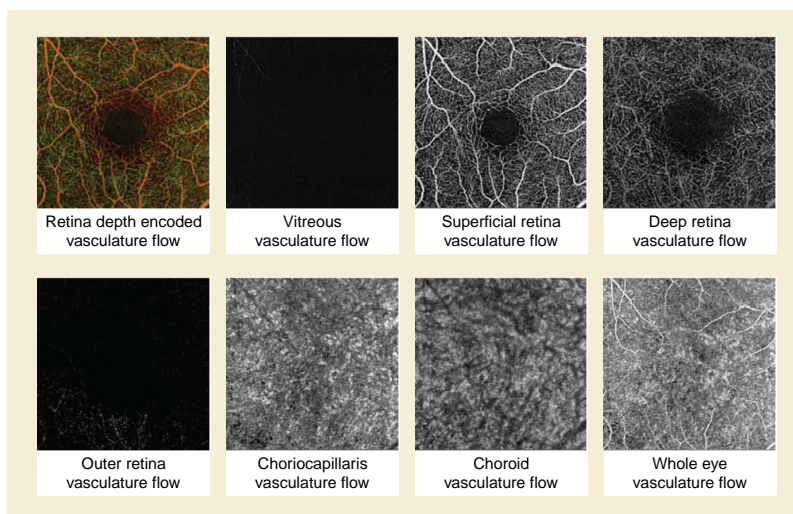 Retina depth encoded
vasculature flow
Vitreous
vasculature flow
Superficial retina
vasculature flow
Deep retina
vasculature flow
Outer retina
vasculature flow
Choriocapillaris
vasculature flow
Choroid
vasculature flow
Whole eye
vasculature flow